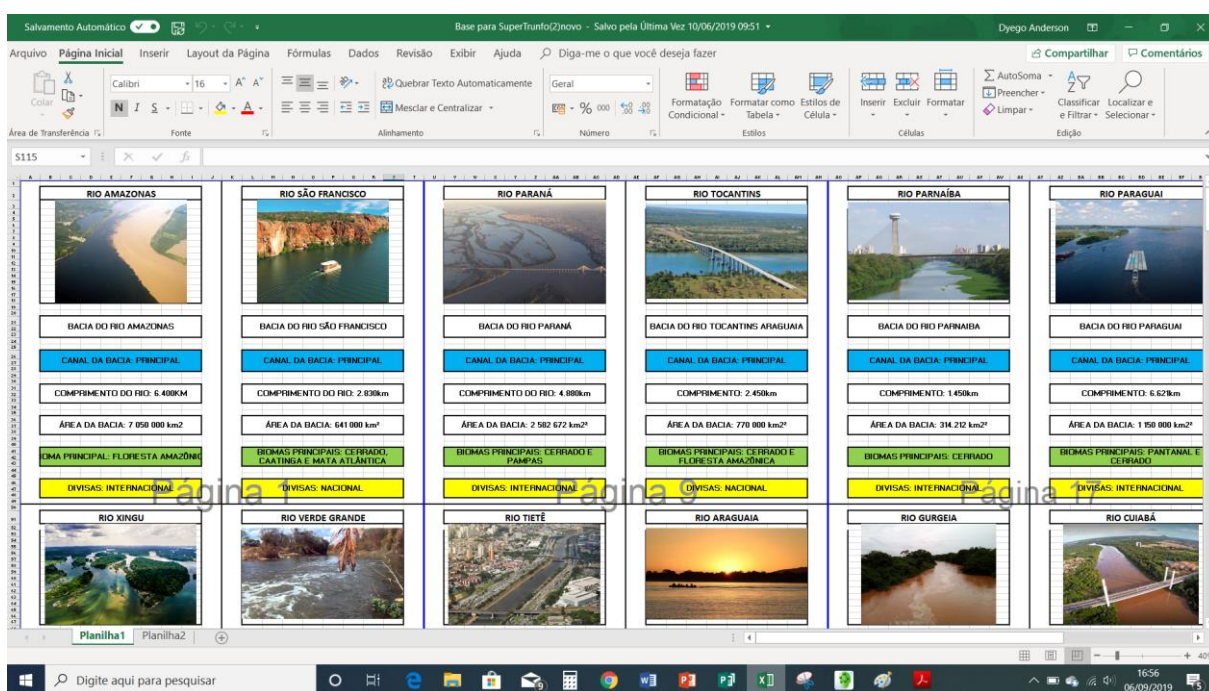 Salvamento Automático
Base para SuperTrunfo(2)novo - Salvo pela Última Vez 10/06/2019 09:51
Dyego Anderson
Arquivo Página Inicial Inserir Layout da Página Fórmulas Dados Revisão Exibir Ajuda Diga-me o que você deseja fazer Compartilhar Comentários
Colar
Calibri 16
N I S
Quebrar Texto Automaticamente
Mesclar e Centralizar
Geral
% 000
Formatação Condicional
Formatar como Tabela
Estilos de Célula
Inserir Excluir Formatar
AutoSoma
Preencher
Limpar
Classificar e Filtrar
Localizar e Selecionar
Área de Transferência Fonte Alinhamento Número Estilos Células Edição
S115 fx
RIO AMAZONAS RIO SÃO FRANCISCO RIO PARANÁ RIO TOCANTINS RIO PARNAÍBA RIO PARAGUAI
BACIA DO RIO AMAZONAS BACIA DO RIO SÃO FRANCISCO BACIA DO RIO PARANÁ BACIA DO RIO TOCANTINS ARAGUAIA BACIA DO RIO PARNAIBA BACIA DO RIO PARAGUAI
CANAL DA BACIA: PRINCIPAL CANAL DA BACIA: PRINCIPAL CANAL DA BACIA: PRINCIPAL CANAL DA BACIA: PRINCIPAL CANAL DA BACIA: PRINCIPAL CANAL DA BACIA: PRINCIPAL
COMPRIMENTO DO RIO: 6.400KM COMPRIMENTO DO RIO: 2.830km COMPRIMENTO DO RIO: 4.880km COMPRIMENTO: 2.450km COMPRIMENTO: 1.450km COMPRIMENTO: 6.621km
ÁREA DA BACIA: 7 050 000 km2 ÁREA DA BACIA: 641 000 km² ÁREA DA BACIA: 2 582 672 km2² ÁREA DA BACIA: 770 000 km2² ÁREA DA BACIA: 314.212 km2² ÁREA DA BACIA: 1 150 000 km2²
IOMA PRINCIPAL: FLORESTA AMAZÔNIC BIOMAS PRINCIPAIS: CERRADO, CAATINGA E MATA ATLÂNTICA BIOMAS PRINCIPAIS: CERRADO E PAMPAS BIOMAS PRINCIPAIS: CERRADO E FLORESTA AMAZÔNICA BIOMAS PRINCIPAIS: CERRADO BIOMAS PRINCIPAIS: PANTANAL E CERRADO
DIVISAS: INTERNACIONAL DIVISAS: NACIONAL DIVISAS: INTERNACIONAL DIVISAS: NACIONAL DIVISAS: INTERNACIONAL DIVISAS: INTERNACIONAL
Página 1 Página 9 Página 17
RIO XINGU RIO VERDE GRANDE RIO TIETÊ RIO ARAGUAIA RIO GURGEIA RIO CUIABÁ
Planilha1 Planilha2
Digite aqui para pesquisar
16:56
06/09/2019